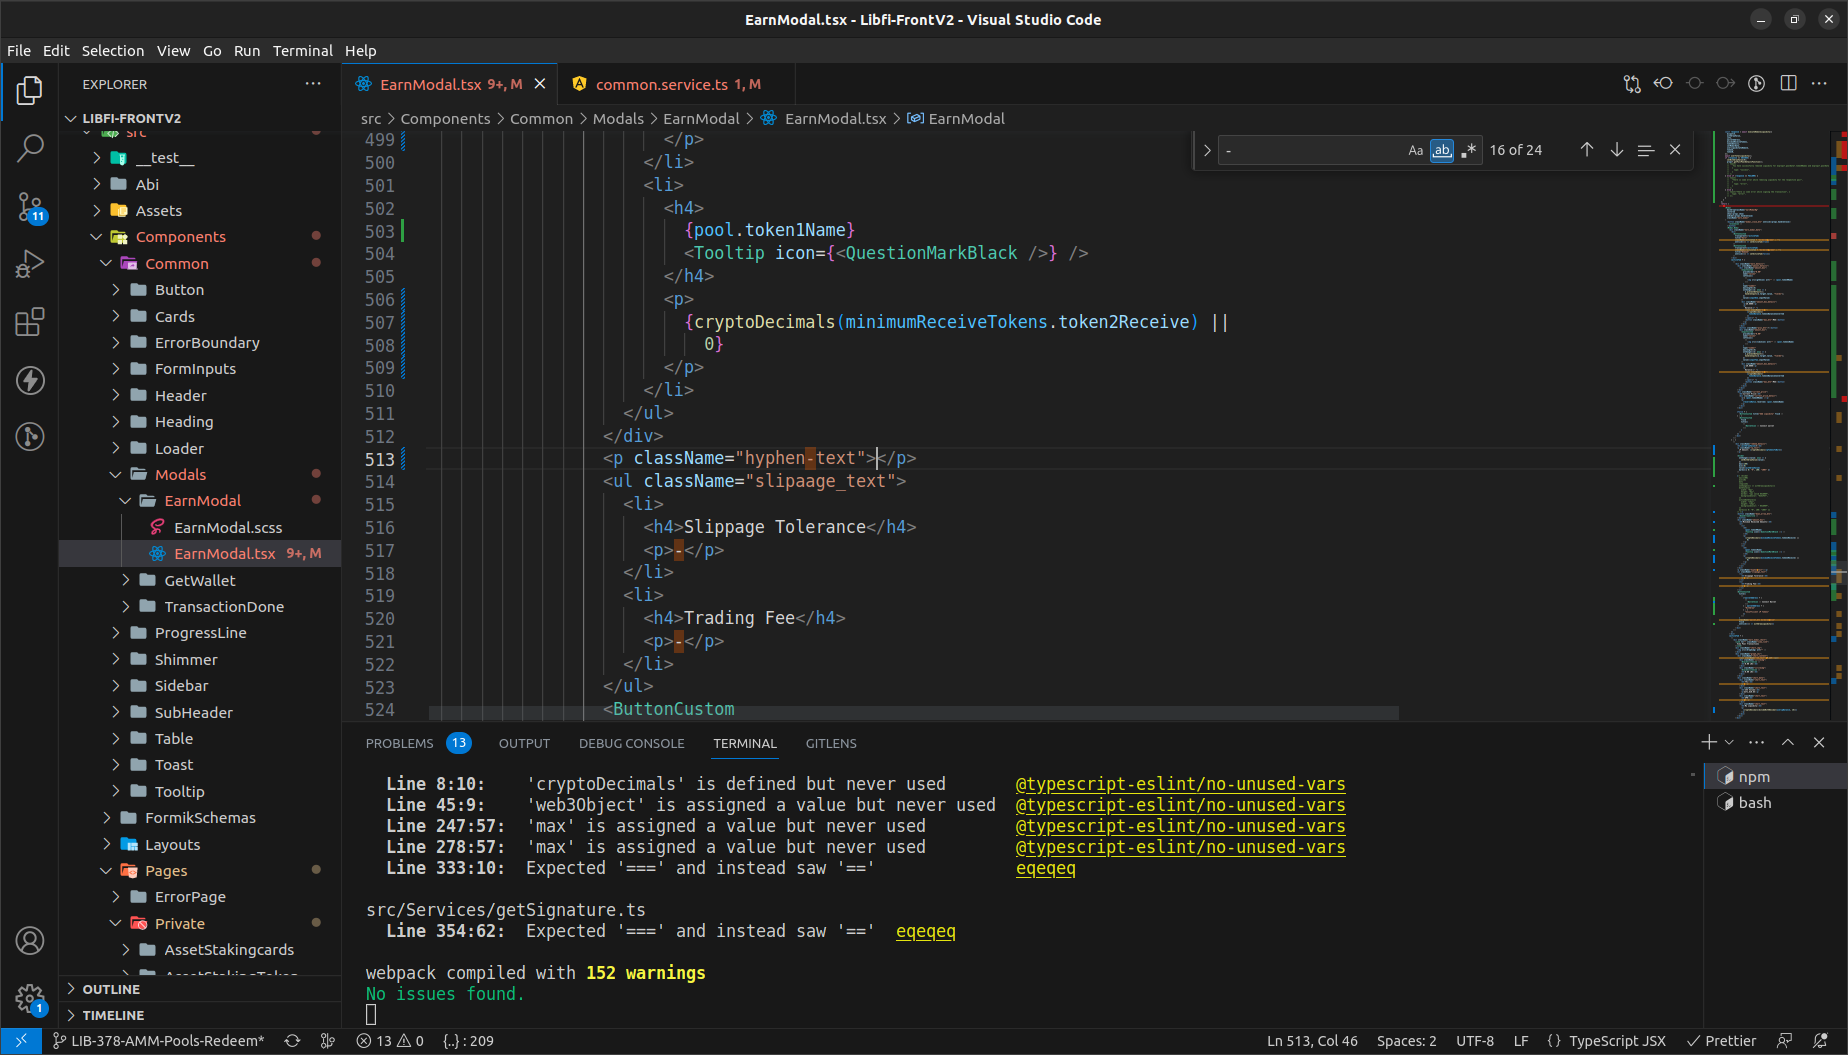 EarnModal.tsx - Libfi-FrontV2 - Visual Studio Code
File Edit Selection View Go Run Terminal Help
EXPLORER
LIBFI-FRONTV2
src
__test__
Abi
Assets
Components
Common
Button
Cards
ErrorBoundary
FormInputs
Header
Heading
Loader
Modals
EarnModal
EarnModal.scss
EarnModal.tsx 9+, M
GetWallet
TransactionDone
ProgressLine
Shimmer
Sidebar
SubHeader
Table
Toast
Tooltip
FormikSchemas
Layouts
Pages
ErrorPage
Private
AssetStakingcards
AssetStakingToken
OUTLINE
TIMELINE
11
1
EarnModal.tsx 9+, M
common.service.ts 1, M
src > Components > Common > Modals > EarnModal > EarnModal.tsx > EarnModal
- Aa ab 16 of 24
499 </p>
500 </li>
501 <li>
502 <h4>
503 {pool.token1Name}
504 <Tooltip icon={<QuestionMarkBlack />} />
505 </h4>
506 <p>
507 {cryptoDecimals(minimumReceiveTokens.token2Receive) ||
508 0}
509 </p>
510 </li>
511 </ul>
512 </div>
513 <p className="hyphen-text"></p>
514 <ul className="slipaage_text">
515 <li>
516 <h4>Slippage Tolerance</h4>
517 <p>-</p>
518 </li>
519 <li>
520 <h4>Trading Fee</h4>
521 <p>-</p>
522 </li>
523 </ul>
524 <ButtonCustom
PROBLEMS 13 OUTPUT DEBUG CONSOLE TERMINAL GITLENS
Line 8:10: 'cryptoDecimals' is defined but never used @typescript-eslint/no-unused-vars
Line 45:9: 'web3Object' is assigned a value but never used @typescript-eslint/no-unused-vars
Line 247:57: 'max' is assigned a value but never used @typescript-eslint/no-unused-vars
Line 278:57: 'max' is assigned a value but never used @typescript-eslint/no-unused-vars
Line 333:10: Expected '===' and instead saw '==' eqeqeq
src/Services/getSignature.ts
Line 354:62: Expected '===' and instead saw '==' eqeqeq
webpack compiled with 152 warnings
No issues found.
npm
bash
LIB-378-AMM-Pools-Redeem* 13 0 {..} : 209 Ln 513, Col 46 Spaces: 2 UTF-8 LF {} TypeScript JSX Prettier